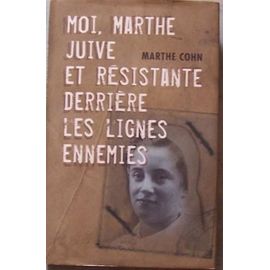 MOI, MARTHE
JUIVE
MARTHE COHN
ET RÉSISTANTE
DERRIÈRE
LES LIGNES
ENNEMIES